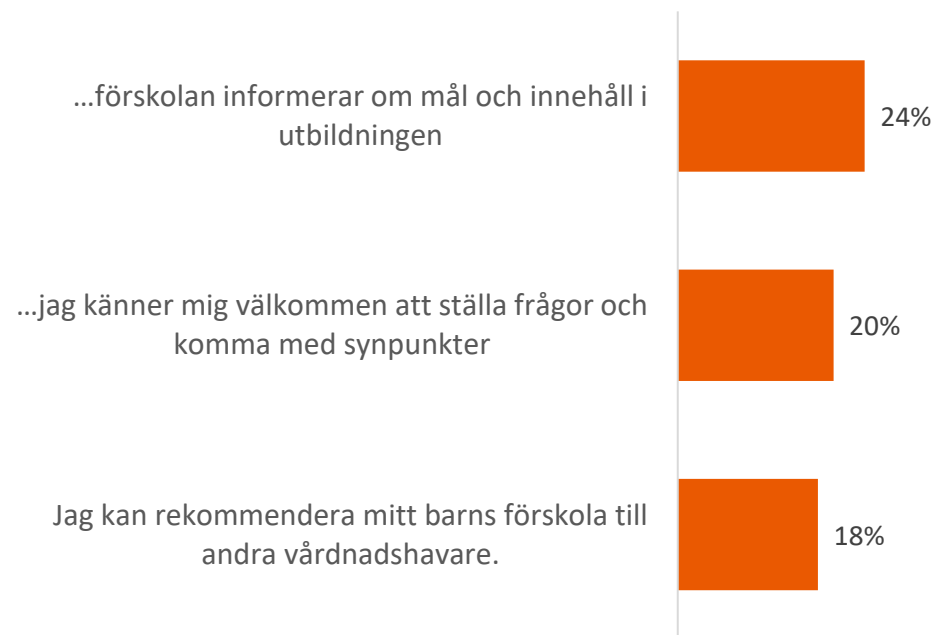 …förskolan informerar om mål och innehåll i
utbildningen
24%
…jag känner mig välkommen att ställa frågor och
komma med synpunkter
20%
Jag kan rekommendera mitt barns förskola till
andra vårdnadshavare.
18%